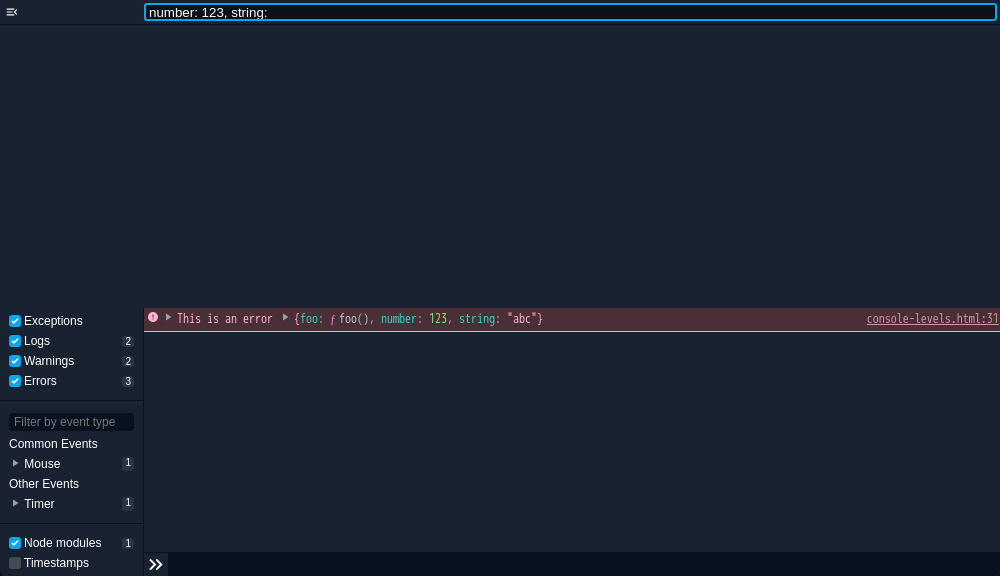 number: 123, string:
Exceptions
This is an error {foo: ƒ foo(), number: 123, string: "abc"} console-levels.html:31
Logs 2
Warnings 2
Errors 3
Filter by event type
Common Events
Mouse 1
Other Events
Timer 1
Node modules 1
Timestamps